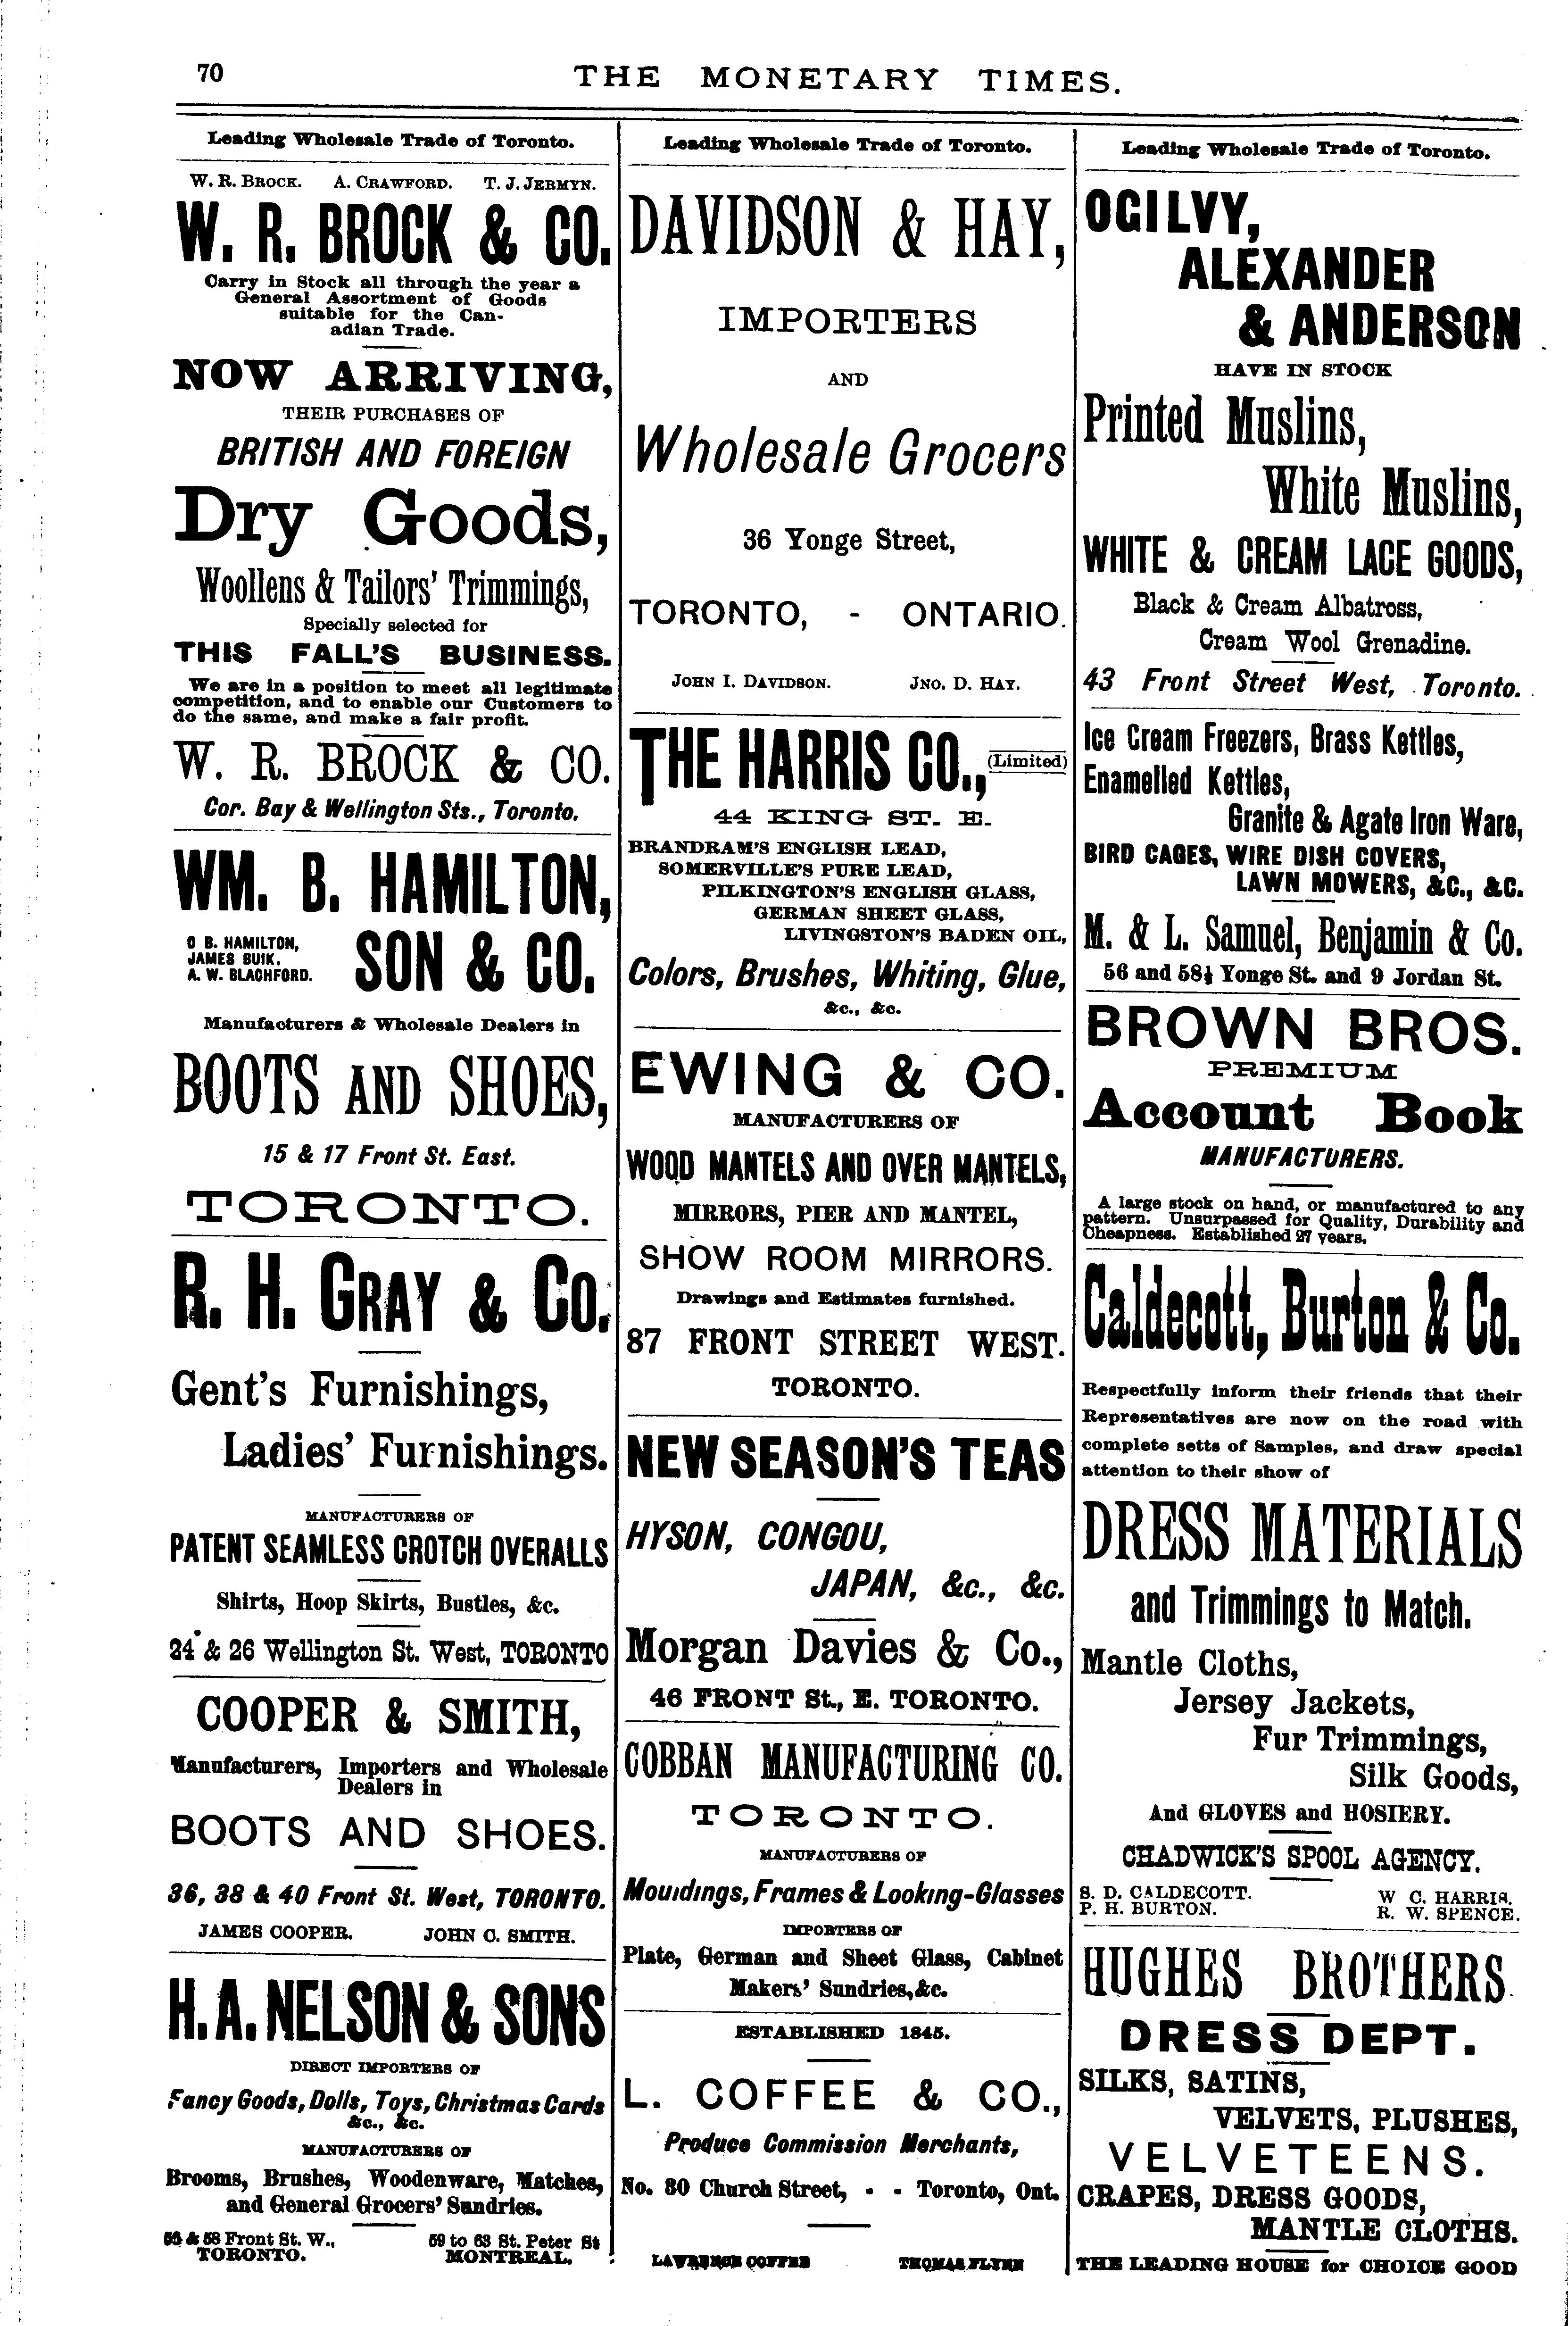 70
THE MONETARY TIMES.
Leading Wholesale Trade of Toronto.
W. R. BROCK. A. CRAWFORD. T. J. JERMYN.
W. R. BROCK & CO.
Carry in Stock all through the year a
General Assortment of Goods
suitable for the Can-
adian Trade.
NOW ARRIVING,
THEIR PURCHASES OF
BRITISH AND FOREIGN
Dry Goods,
Woollens & Tailors' Trimmings,
Specially selected for
THIS FALL'S BUSINESS.
We are in a position to meet all legitimate
competition, and to enable our Customers to
do the same, and make a fair profit.
W. R. BROCK & CO.
Cor. Bay & Wellington Sts., Toronto.
WM. B. HAMILTON,
C B. HAMILTON,
JAMES BUIK.
A. W. BLACHFORD.
SON & CO.
Manufacturers & Wholesale Dealers in
BOOTS AND SHOES,
15 & 17 Front St. East.
TORONTO.
R. H. GRAY & CO.
Gent's Furnishings,
Ladies' Furnishings.
MANUFACTURERS OF
PATENT SEAMLESS CROTCH OVERALLS
Shirts, Hoop Skirts, Bustles, &c.
24 & 26 Wellington St. West, TORONTO
COOPER & SMITH,
Manufacturers, Importers and Wholesale
Dealers in
BOOTS AND SHOES.
36, 38 & 40 Front St. West, TORONTO.
JAMES COOPER. JOHN C. SMITH.
H. A. NELSON & SONS
DIRECT IMPORTERS OF
Fancy Goods, Dolls, Toys, Christmas Cards
&c., &c.
MANUFACTURERS OF
Brooms, Brushes, Woodenware, Matches,
and General Grocers' Sundries.
56 & 58 Front St. W., 59 to 63 St. Peter St
TORONTO. MONTREAL.
Leading Wholesale Trade of Toronto.
DAVIDSON & HAY,
IMPORTERS
AND
Wholesale Grocers
36 Yonge Street,
TORONTO, - ONTARIO.
JOHN I. DAVIDSON. JNO. D. HAY.
THE HARRIS CO., (Limited)
44 KING ST. E.
BRANDRAM'S ENGLISH LEAD,
SOMERVILLE'S PURE LEAD,
PILKINGTON'S ENGLISH GLASS,
GERMAN SHEET GLASS,
LIVINGSTON'S BADEN OIL,
Colors, Brushes, Whiting, Glue,
&c., &c.
EWING & CO.
MANUFACTURERS OF
WOOD MANTELS AND OVER MANTELS,
MIRRORS, PIER AND MANTEL,
SHOW ROOM MIRRORS.
Drawings and Estimates furnished.
87 FRONT STREET WEST.
TORONTO.
NEW SEASON'S TEAS
HYSON, CONGOU,
JAPAN, &c., &c.
Morgan Davies & Co.,
46 FRONT St., E. TORONTO.
COBBAN MANUFACTURING CO.
TORONTO.
MANUFACTURERS OF
Mouldings, Frames & Looking-Glasses
IMPORTERS OF
Plate, German and Sheet Glass, Cabinet
Makers' Sundries, &c.
ESTABLISHED 1845.
L. COFFEE & CO.,
Produce Commission Merchants,
No. 30 Church Street, - - Toronto, Ont.
LAWRENCE COFFEE THOMAS FLYNN
Leading Wholesale Trade of Toronto.
OGILVY,
ALEXANDER
& ANDERSON
HAVE IN STOCK
Printed Muslins,
White Muslins,
WHITE & CREAM LACE GOODS,
Black & Cream Albatross,
Cream Wool Grenadine.
43 Front Street West, Toronto.
Ice Cream Freezers, Brass Kettles,
Enamelled Kettles,
Granite & Agate Iron Ware,
BIRD CAGES, WIRE DISH COVERS,
LAWN MOWERS, &C., &C.
M. & L. Samuel, Benjamin & Co.
56 and 58½ Yonge St. and 9 Jordan St.
BROWN BROS.
PREMIUM
Account Book
MANUFACTURERS.
A large stock on hand, or manufactured to any
pattern. Unsurpassed for Quality, Durability and
Cheapness. Established 27 years.
Caldecott, Burton & Co.
Respectfully inform their friends that their
Representatives are now on the road with
complete setts of Samples, and draw special
attention to their show of
DRESS MATERIALS
and Trimmings to Match.
Mantle Cloths,
Jersey Jackets,
Fur Trimmings,
Silk Goods,
And GLOVES and HOSIERY.
CHADWICK'S SPOOL AGENCY.
S. D. CALDECOTT. W C. HARRIS.
P. H. BURTON. R. W. SPENCE.
HUGHES BROTHERS
DRESS DEPT.
SILKS, SATINS,
VELVETS, PLUSHES,
VELVETEENS.
CRAPES, DRESS GOODS,
MANTLE CLOTHS.
THE LEADING HOUSE for CHOICE GOOD